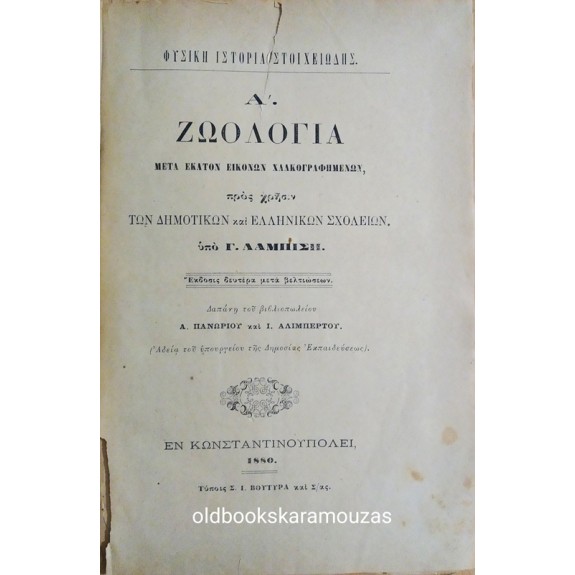 ΦΥΣΙΚΗ ΙΣΤΟΡΙΑ ΣΤΟΙΧΕΙΩΔΗΣ.
Α'.
ΖΩΟΛΟΓΙΑ
ΜΕΤΑ ΕΚΑΤΟΝ ΕΙΚΟΝΩΝ ΧΑΛΚΟΓΡΑΦΗΜΕΝΩΝ,
πρὸς χρῆσιν
ΤΩΝ ΔΗΜΟΤΙΚΩΝ καὶ ΕΛΛΗΝΙΚΩΝ ΣΧΟΛΕΙΩΝ.
ὑπὸ Γ. ΛΑΜΠΙΣΗ.
Ἔκδοσις δευτέρα μετὰ βελτιώσεων.
Δαπάνῃ τοῦ βιβλιοπωλείου
Α. ΠΑΝΩΡΙΟΥ καὶ Ι. ΑΛΙΜΠΕΡΤΟΥ.
(Ἀδείᾳ τοῦ ὑπουργείου τῆς Δημοσίας Ἐκπαιδεύσεως).
ΕΝ ΚΩΝΣΤΑΝΤΙΝΟΥΠΟΛΕΙ,
1880.
Τύποις Σ. Ι. ΒΟΥΤΥΡΑ καὶ Σ)ας.
oldbookskaramouzas